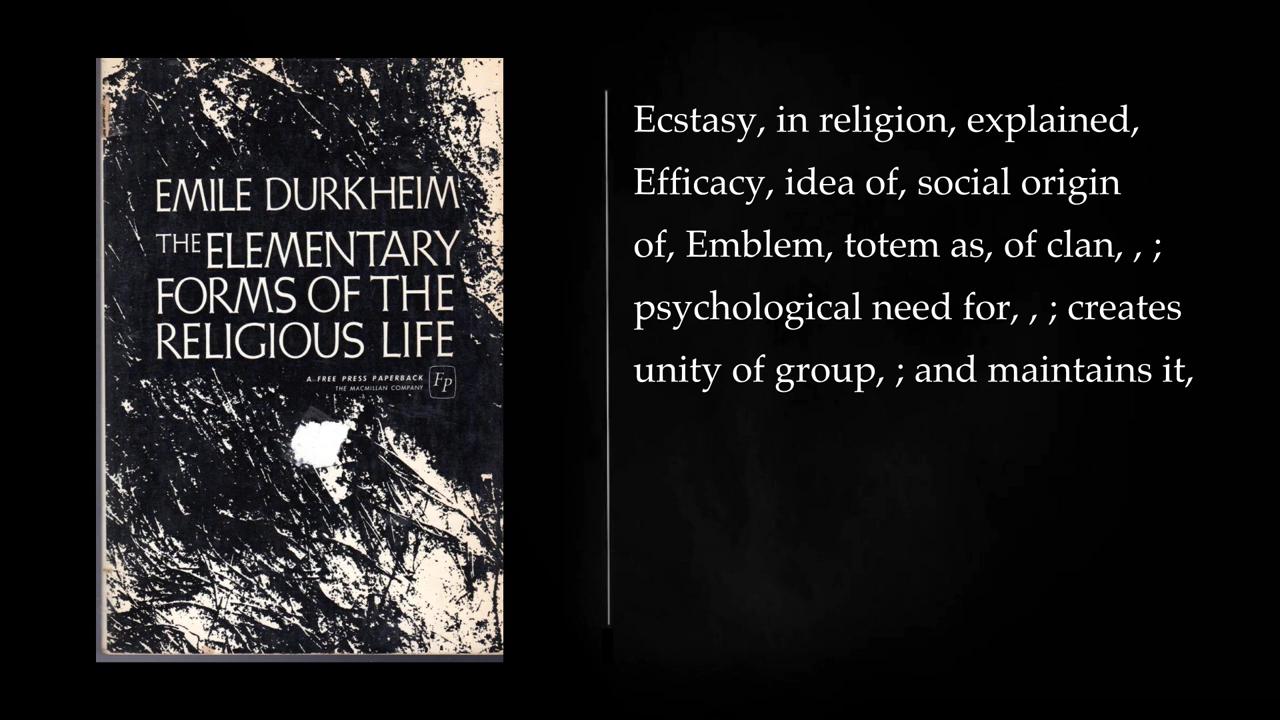 EMILE DURKHEIM
THE ELEMENTARY
FORMS OF THE
RELIGIOUS LIFE
A FREE PRESS PAPERBACK
THE MACMILLAN COMPANY
Fp
Ecstasy, in religion, explained,
Efficacy, idea of, social origin
of, Emblem, totem as, of clan, , ;
psychological need for, , ; creates
unity of group, ; and maintains it,